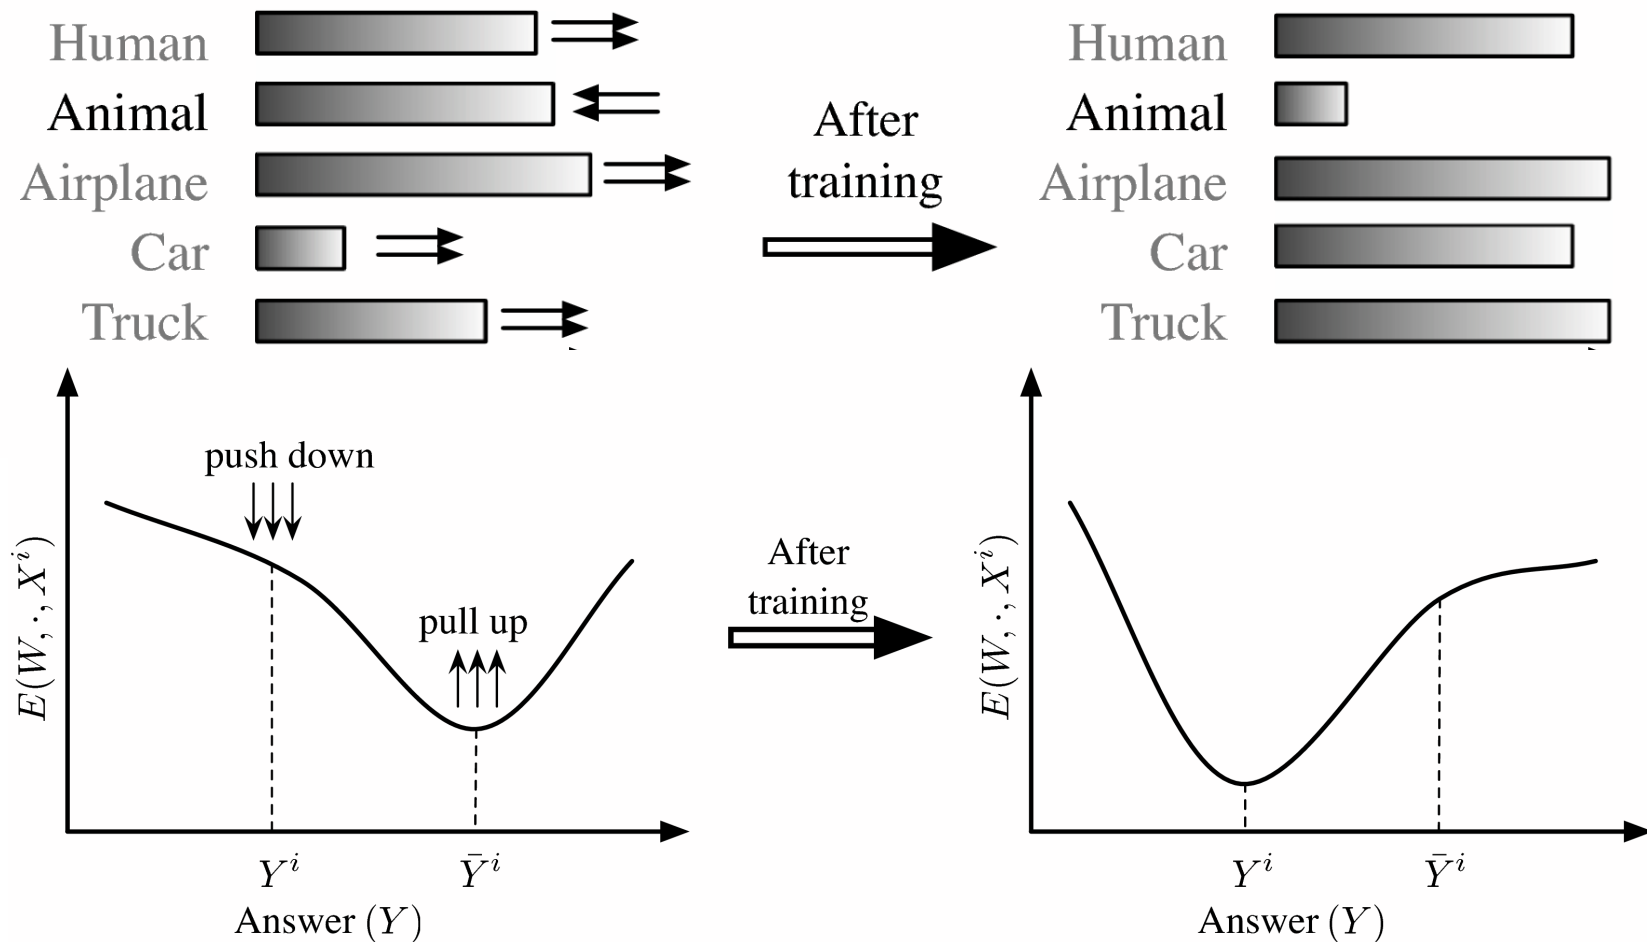 Human
Animal
Airplane
Car
Truck
After
training
Human
Animal
Airplane
Car
Truck
push down
pull up
E(W, ·, X^i)
Y^i
Ȳ^i
Answer (Y)
After
training
E(W, ·, X^i)
Y^i
Ȳ^i
Answer (Y)